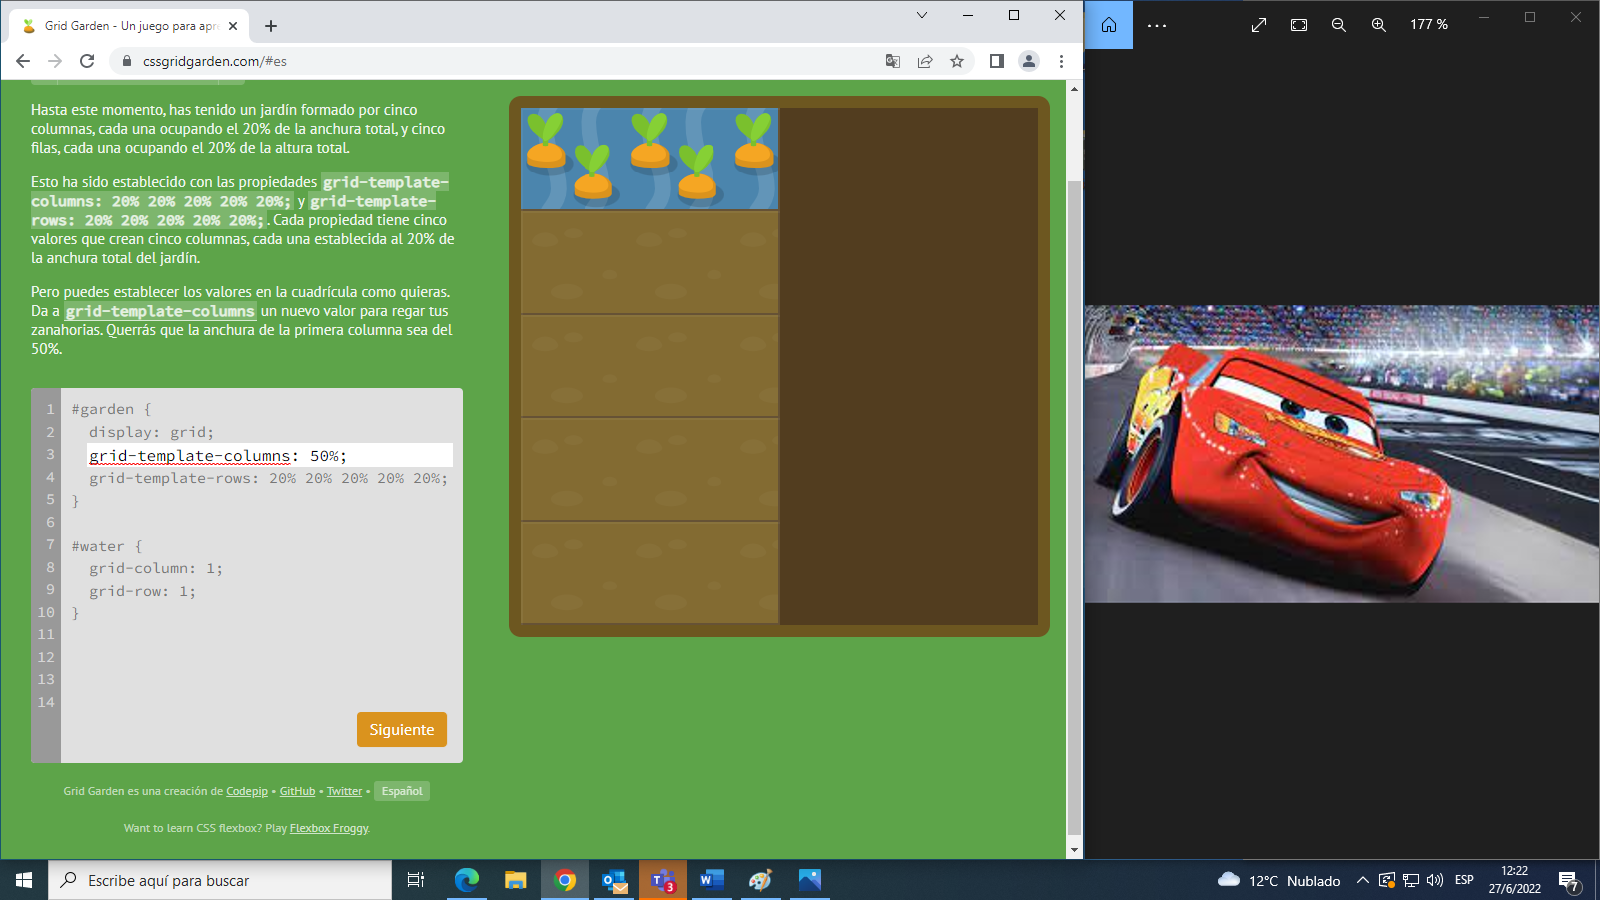 Grid Garden - Un juego para apre
cssgridgarden.com/#es
177 %
Hasta este momento, has tenido un jardín formado por cinco
columnas, cada una ocupando el 20% de la anchura total, y cinco
filas, cada una ocupando el 20% de la altura total.
Esto ha sido establecido con las propiedades grid-template-
columns: 20% 20% 20% 20% 20%; y grid-template-
rows: 20% 20% 20% 20% 20%;. Cada propiedad tiene cinco
valores que crean cinco columnas, cada una establecida al 20% de
la anchura total del jardín.
Pero puedes establecer los valores en la cuadrícula como quieras.
Da a grid-template-columns un nuevo valor para regar tus
zanahorias. Querrás que la anchura de la primera columna sea del
50%.
1 #garden {
2 display: grid;
3 grid-template-columns: 50%;
4 grid-template-rows: 20% 20% 20% 20% 20%;
5 }
6
7 #water {
8 grid-column: 1;
9 grid-row: 1;
10 }
11
12
13
14
Siguiente
Grid Garden es una creación de Codepip • GitHub • Twitter • Español
Want to learn CSS flexbox? Play Flexbox Froggy.
Escribe aquí para buscar
3
12°C Nublado
ESP
12:22
27/6/2022
7